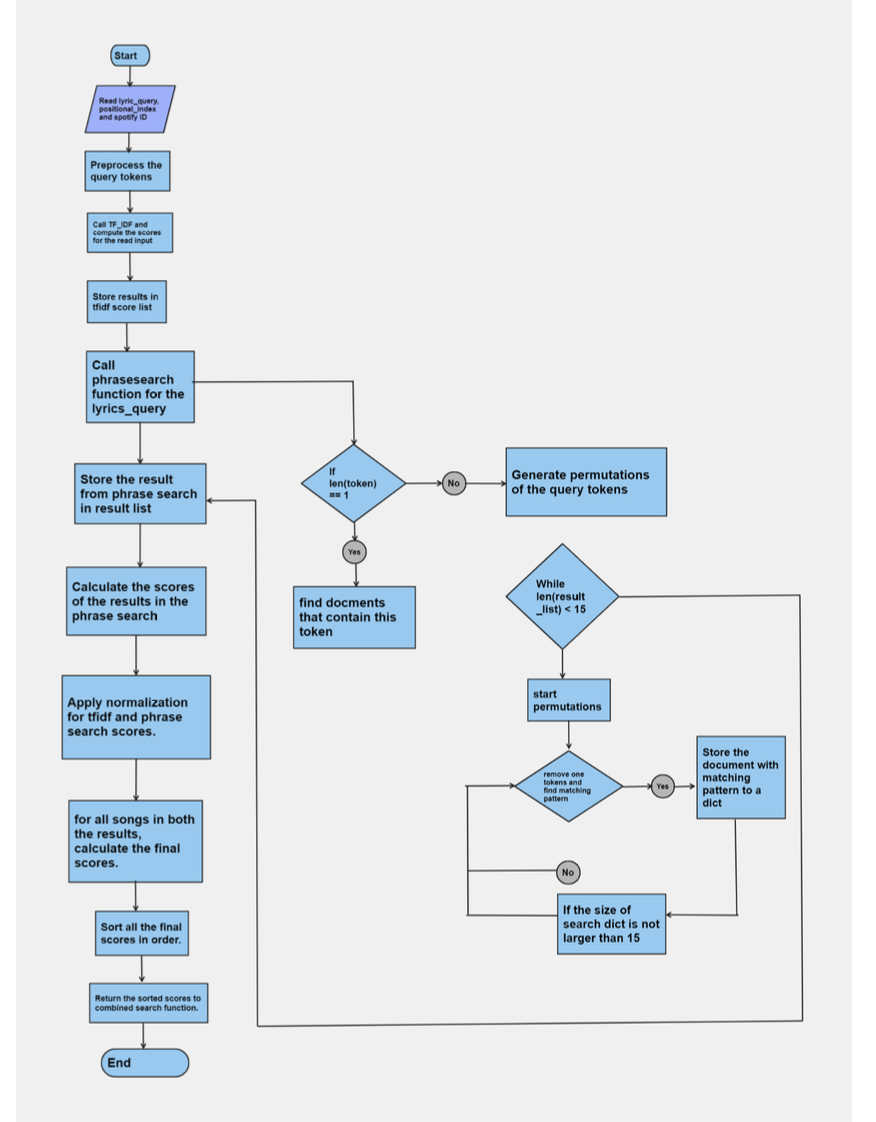 Start
Read lyric_query,
positional_index
and spotify ID
Preprocess the
query tokens
Call TF_IDF and
compute the scores
for the read input
Store results in
tfidf score list
Call
phrasesearch
function for the
lyrics_query
Store the result
from phrase search
in result list
Calculate the scores
of the results in the
phrase search
Apply normalization
for tfidf and phrase
search scores.
for all songs in both
the results,
calculate the final
scores.
Sort all the final
scores in order.
Return the sorted scores to
combined search function.
End
If
len(token)
== 1
No
Generate permutations
of the query tokens
Yes
find docments
that contain this
token
While
len(result
_list) < 15
start
permutations
remove one
tokens and
find matching
pattern
Yes
Store the
document with
matching
pattern to a
dict
No
If the size of
search dict is not
larger than 15